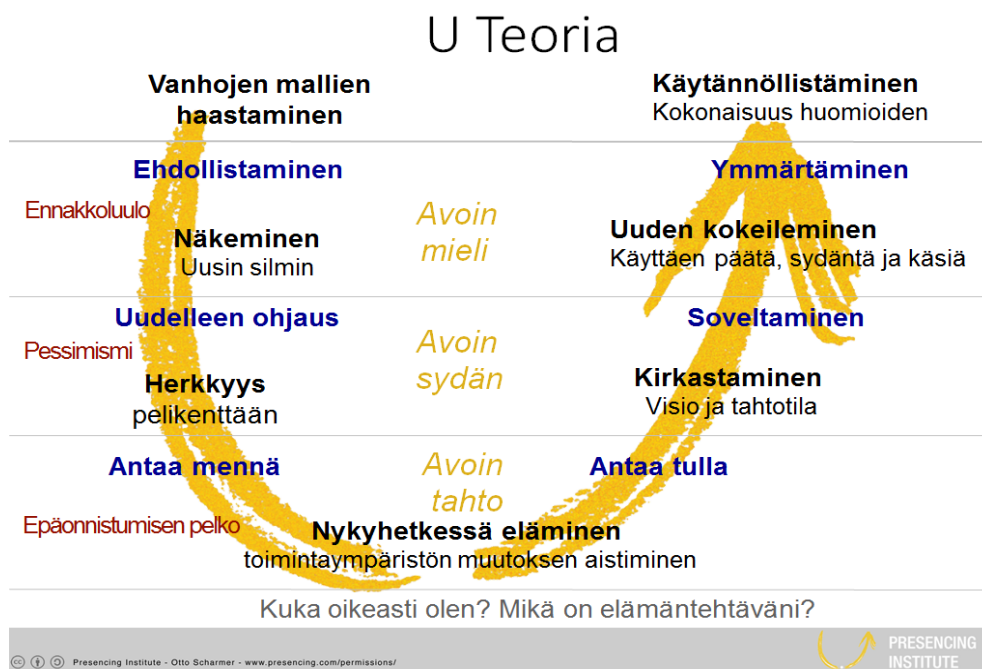 U Teoria
Vanhojen mallien
haastaminen
Käytännöllistäminen
Kokonaisuus huomioiden
Ehdollistaminen
Ymmärtäminen
Ennakkoluulo
Avoin
mieli
Näkeminen
Uusin silmin
Uuden kokeileminen
Käyttäen päätä, sydäntä ja käsiä
Uudelleen ohjaus
Soveltaminen
Pessimismi
Avoin
sydän
Herkkyys
pelikenttään
Kirkastaminen
Visio ja tahtotila
Antaa mennä
Avoin
tahto
Antaa tulla
Epäonnistumisen pelko
Nykyhetkessä eläminen
toimintaympäristön muutoksen aistiminen
Kuka oikeasti olen? Mikä on elämäntehtäväni?
cc Presencing Institute - Otto Scharmer - www.presencing.com/permissions/
PRESENCING
INSTITUTE